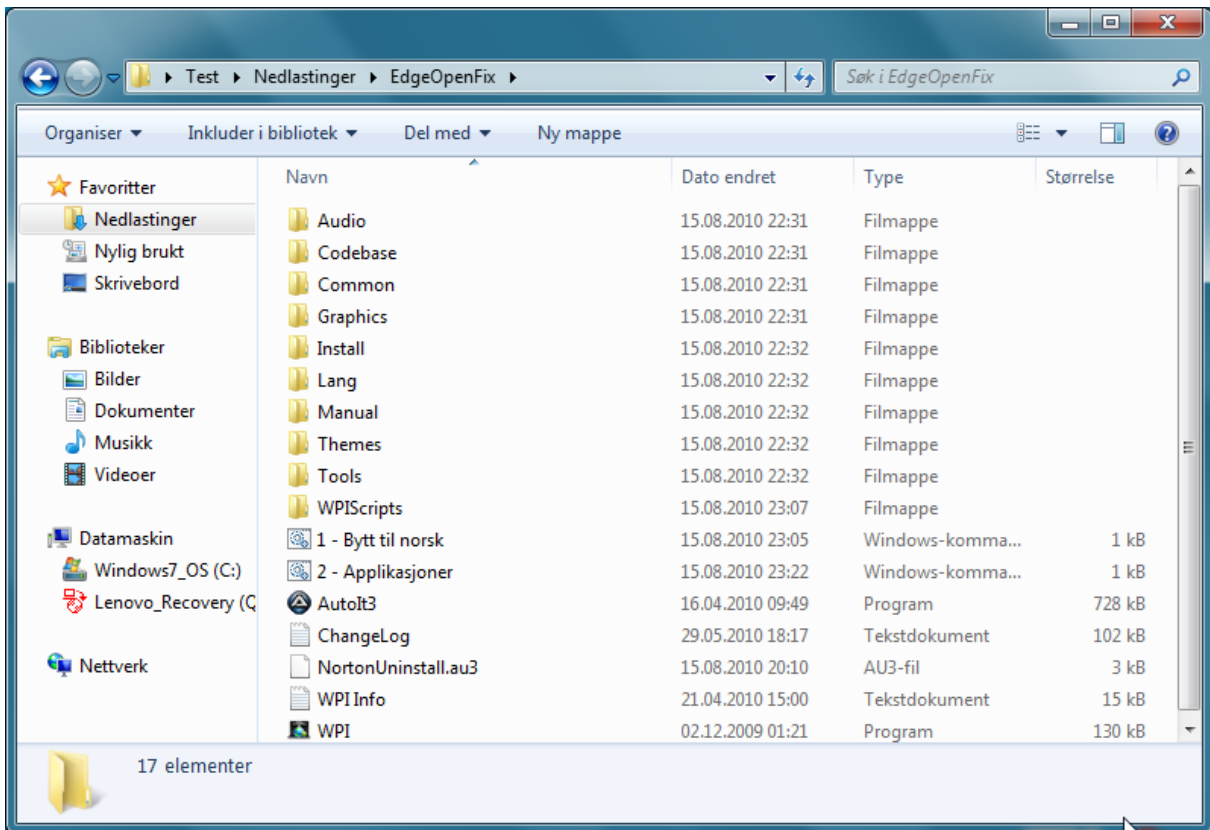 Test Nedlastinger EdgeOpenFix Søk i EdgeOpenFix
Organiser Inkluder i bibliotek Del med Ny mappe
Favoritter
Nedlastinger
Nylig brukt
Skrivebord
Biblioteker
Bilder
Dokumenter
Musikk
Videoer
Datamaskin
Windows7_OS (C:)
Lenovo_Recovery (Q
Nettverk
Navn Dato endret Type Størrelse
Audio 15.08.2010 22:31 Filmappe
Codebase 15.08.2010 22:31 Filmappe
Common 15.08.2010 22:31 Filmappe
Graphics 15.08.2010 22:31 Filmappe
Install 15.08.2010 22:32 Filmappe
Lang 15.08.2010 22:32 Filmappe
Manual 15.08.2010 22:32 Filmappe
Themes 15.08.2010 22:32 Filmappe
Tools 15.08.2010 22:32 Filmappe
WPIScripts 15.08.2010 23:07 Filmappe
1 - Bytt til norsk 15.08.2010 23:05 Windows-komma... 1 kB
2 - Applikasjoner 15.08.2010 23:22 Windows-komma... 1 kB
AutoIt3 16.04.2010 09:49 Program 728 kB
ChangeLog 29.05.2010 18:17 Tekstdokument 102 kB
NortonUninstall.au3 15.08.2010 20:10 AU3-fil 3 kB
WPI Info 21.04.2010 15:00 Tekstdokument 15 kB
WPI 02.12.2009 01:21 Program 130 kB
17 elementer